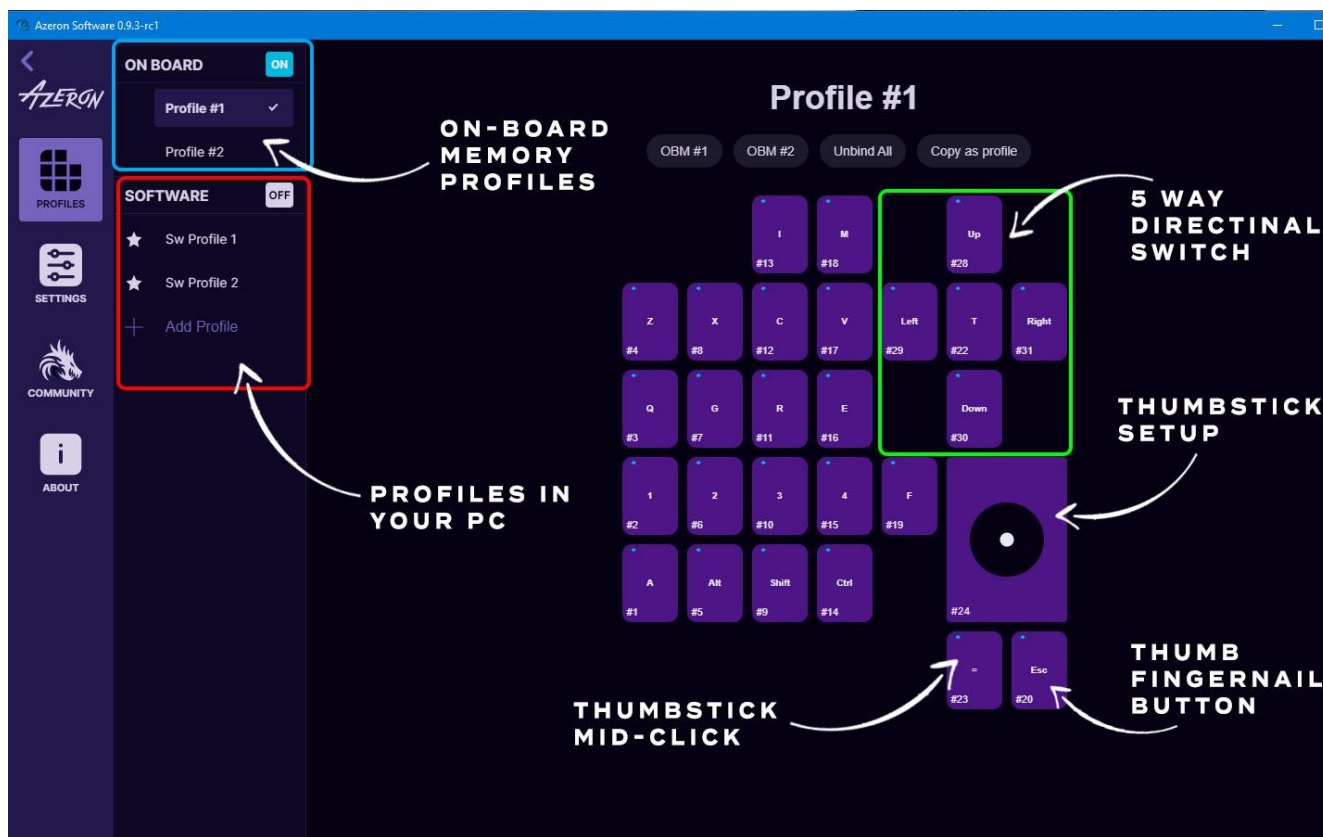 Azeron Software 0.9.3-rc1
AZERON
PROFILES
SETTINGS
COMMUNITY
i
ABOUT
ON BOARD ON
Profile #1
Profile #2
SOFTWARE OFF
Sw Profile 1
Sw Profile 2
Add Profile
ON-BOARD
MEMORY
PROFILES
PROFILES IN
YOUR PC
Profile #1
OBM #1 OBM #2 Unbind All Copy as profile
I M Up
#13 #18 #28
Z X C V Left T Right
#4 #8 #12 #17 #29 #22 #31
Q G R E Down
#3 #7 #11 #16 #30
1 2 3 4 F
#2 #6 #10 #15 #19
A Alt Shift Ctrl
#1 #5 #9 #14 #24
= Esc
#23 #20
5 WAY
DIRECTINAL
SWITCH
THUMBSTICK
SETUP
THUMB
FINGERNAIL
BUTTON
THUMBSTICK
MID-CLICK